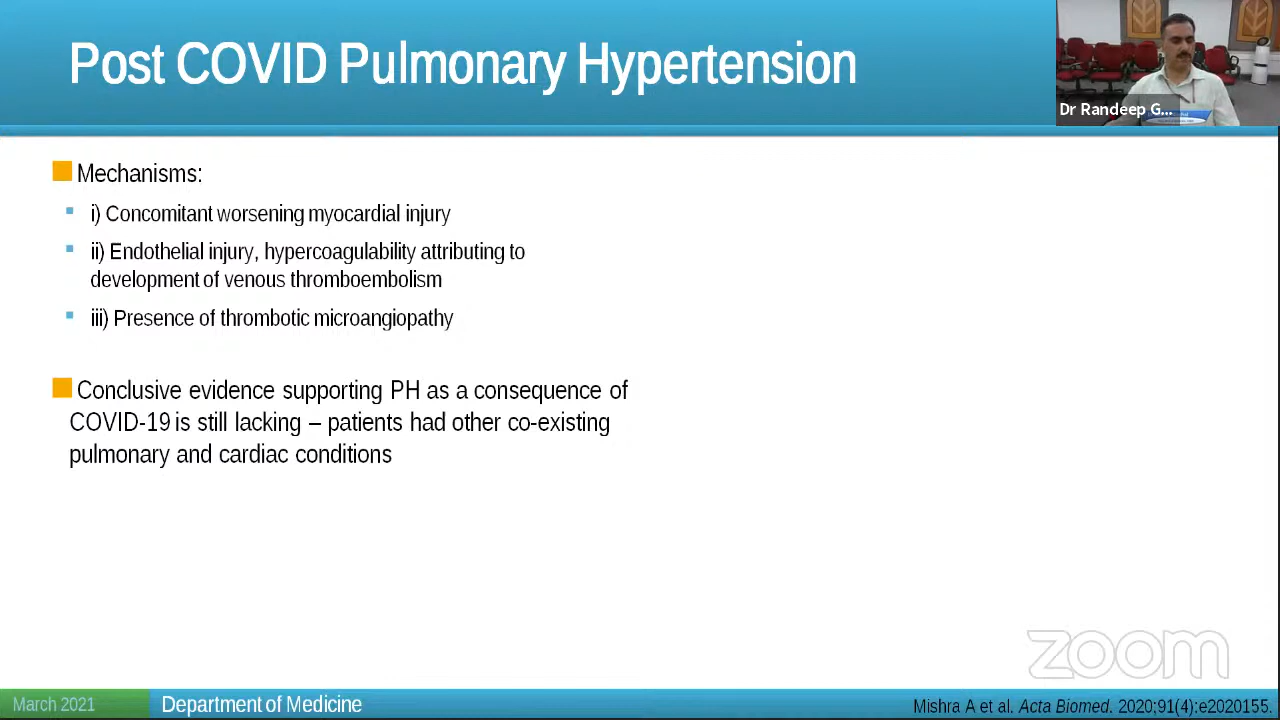 Post COVID Pulmonary Hypertension
Dr Randeep G...
Mechanisms:
i) Concomitant worsening myocardial injury
ii) Endothelial injury, hypercoagulability attributing to
development of venous thromboembolism
iii) Presence of thrombotic microangiopathy
Conclusive evidence supporting PH as a consequence of
COVID-19 is still lacking – patients had other co-existing
pulmonary and cardiac conditions
zoom
March 2021
Department of Medicine
Mishra A et al. Acta Biomed. 2020;91(4):e2020155.